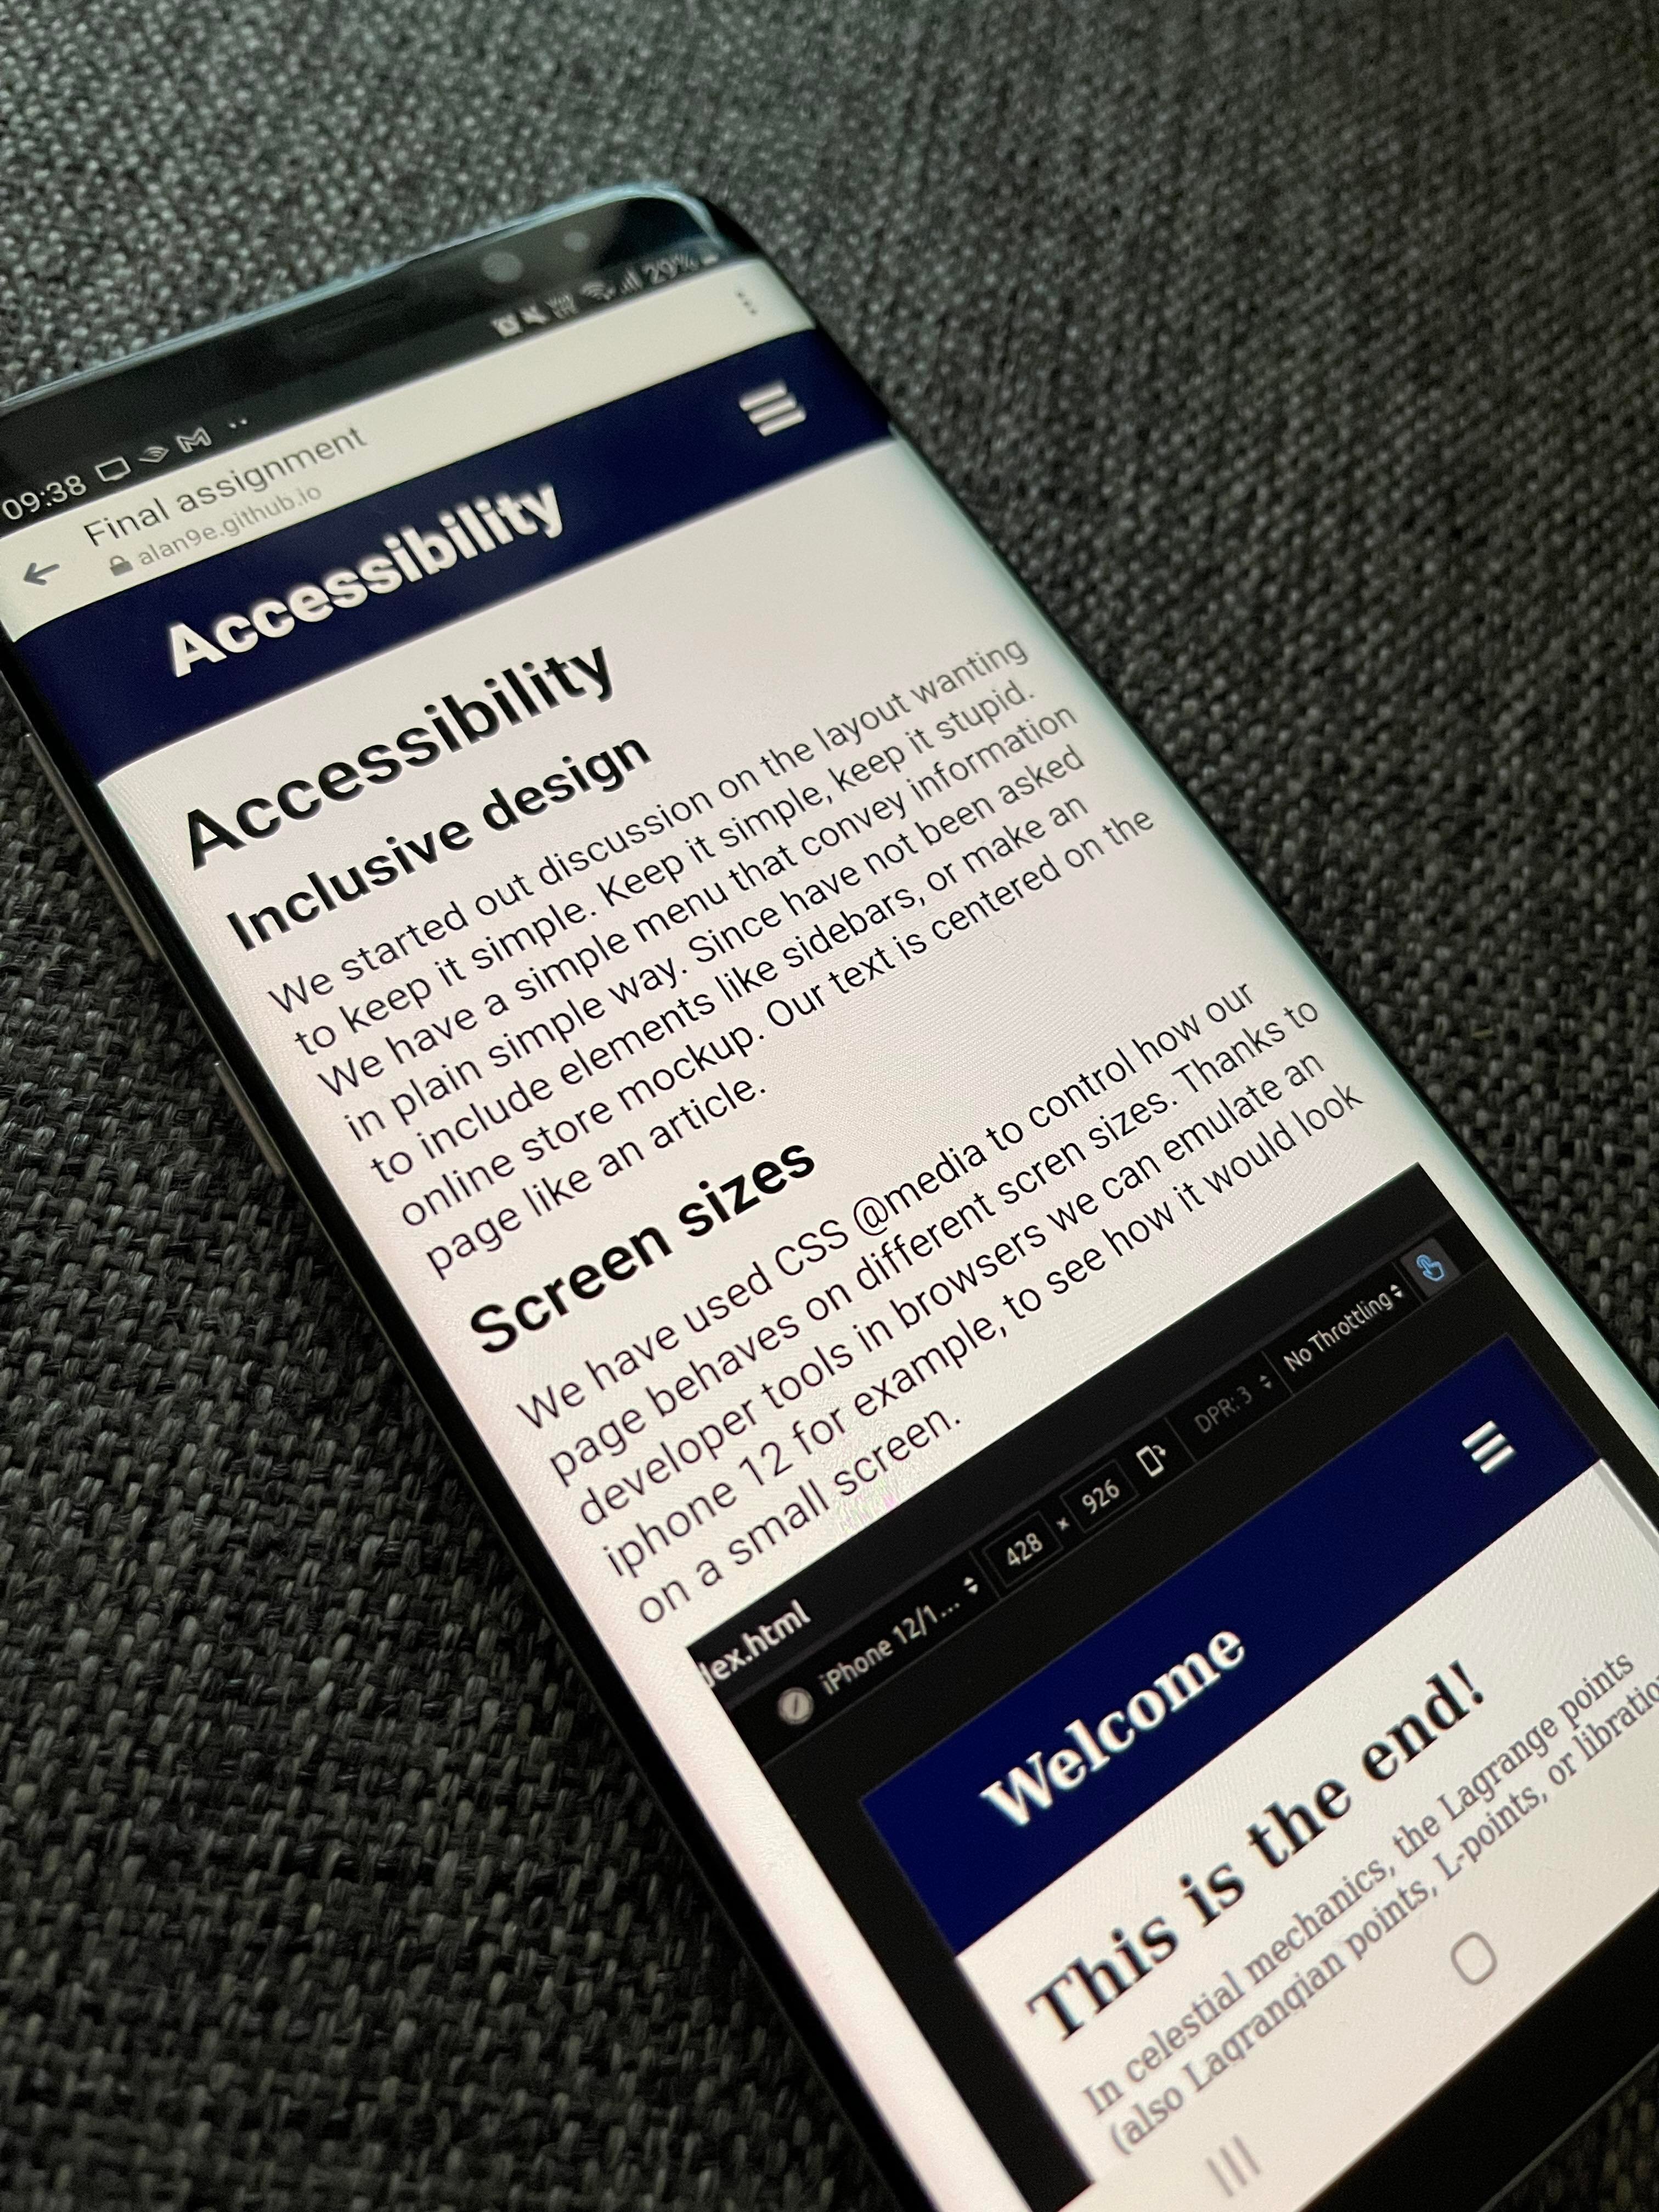 09:38 29%
Final assignment
alan9e.github.io
Accessibility
Accessibility
Inclusive design
We started out discussion on the layout wanting
to keep it simple. Keep it simple, keep it stupid.
We have a simple menu that convey information
in plain simple way. Since have not been asked
to include elements like sidebars, or make an
online store mockup. Our text is centered on the
page like an article.
Screen sizes
We have used CSS @media to control how our
page behaves on different scren sizes. Thanks to
developer tools in browsers we can emulate an
iphone 12 for example, to see how it would look
on a small screen.
dex.html
iPhone 12/1... 428 × 926 DPR: 3 No Throttling
Welcome
This is the end!
In celestial mechanics, the Lagrange points
(also Lagrangian points, L-points, or libration